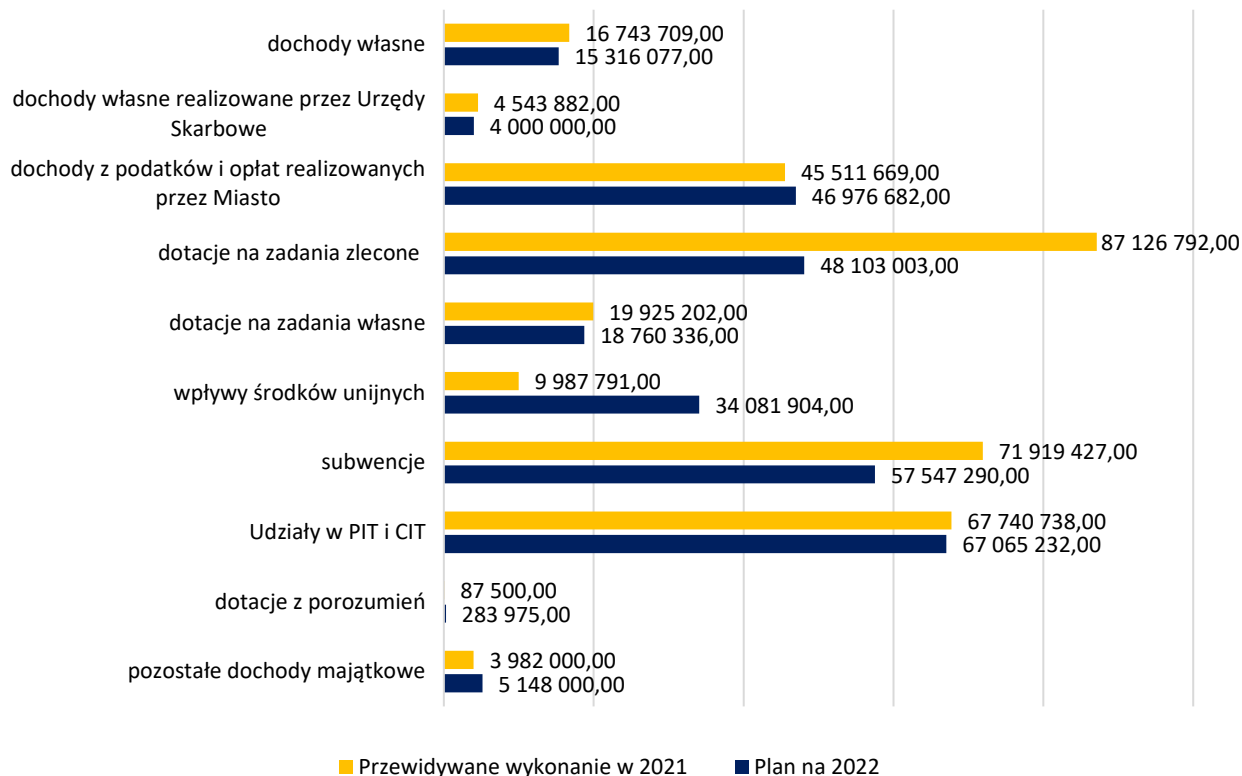 dochody własne
16 743 709,00
15 316 077,00
dochody własne realizowane przez Urzędy
Skarbowe
4 543 882,00
4 000 000,00
dochody z podatków i opłat realizowanych
przez Miasto
45 511 669,00
46 976 682,00
dotacje na zadania zlecone
87 126 792,00
48 103 003,00
dotacje na zadania własne
19 925 202,00
18 760 336,00
wpływy środków unijnych
9 987 791,00
34 081 904,00
subwencje
71 919 427,00
57 547 290,00
Udziały w PIT i CIT
67 740 738,00
67 065 232,00
dotacje z porozumień
87 500,00
283 975,00
pozostałe dochody majątkowe
3 982 000,00
5 148 000,00
Przewidywane wykonanie w 2021
Plan na 2022